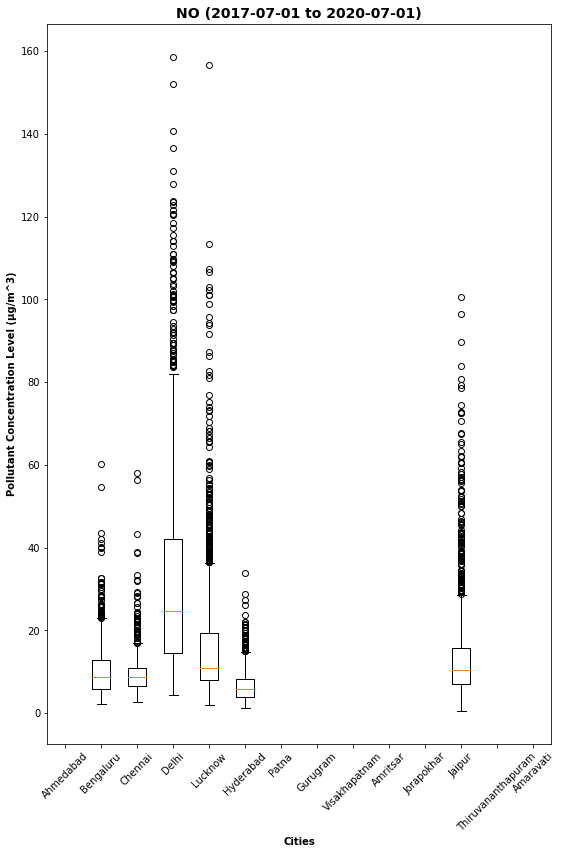 NO (2017-07-01 to 2020-07-01)
160
140
120
100
80
60
40
20
0
Pollutant Concentration Level (µg/m^3)
Ahmedabad
Bengaluru
Chennai
Delhi
Lucknow
Hyderabad
Patna
Gurugram
Visakhapatnam
Amritsar
Jorapokhar
Jaipur
Thiruvananthapuram
Amaravati
Cities